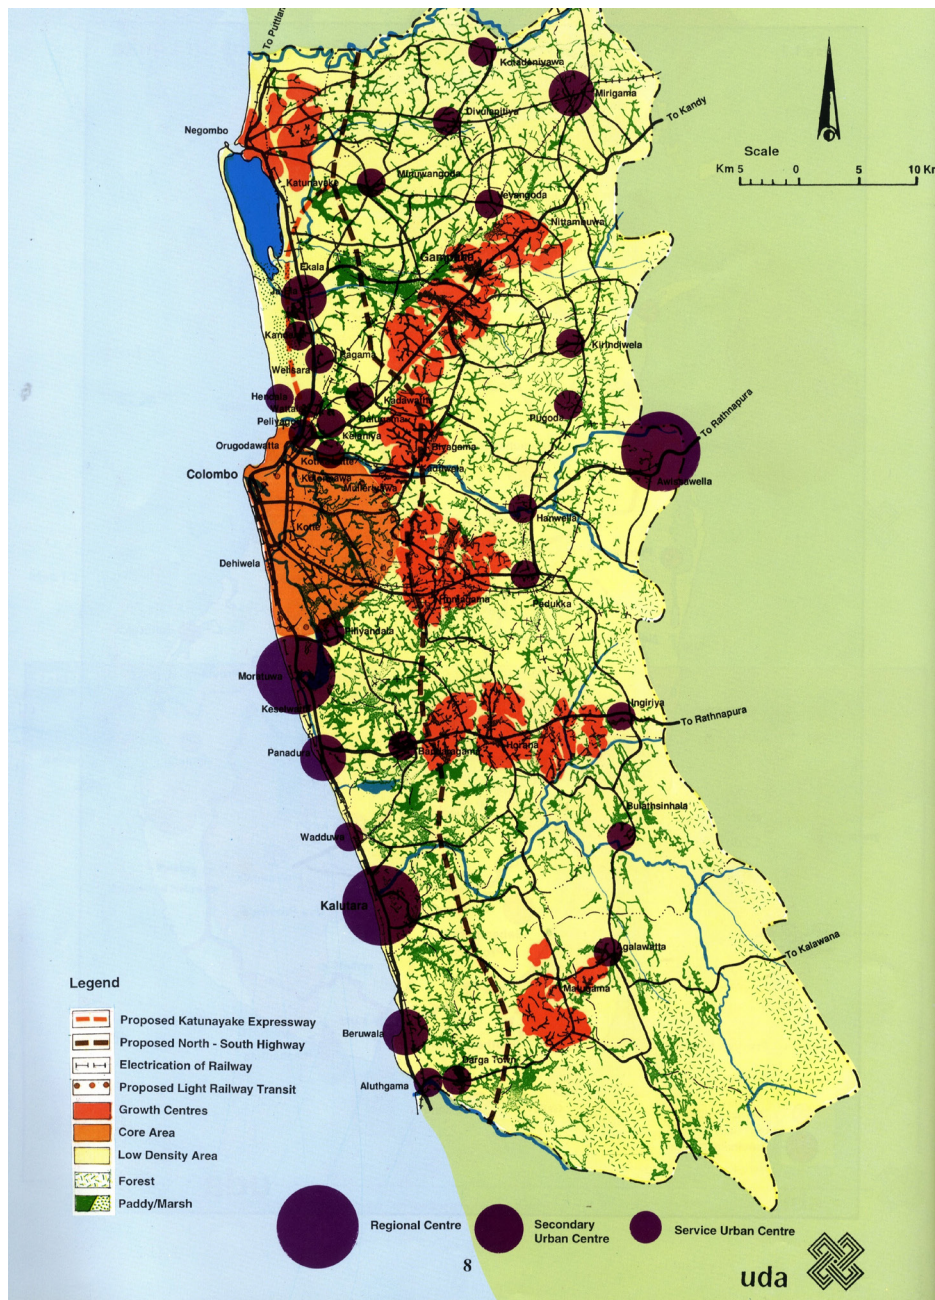 To Puttlam
Kotadeniyawa
Mirigama
Divulapitiya
To Kandy
Negombo
Scale
Km 5 0 5 10 Km
Katunayake
Minuwangoda
Veyangoda
Nittambuwa
Gampaha
Ekala
Ja-ela
Kandana
Kirindiwela
Ragama
Welisara
Hendala
Kadawatha
Pugoda
To Rathnapura
Peliyagoda
Kelaniya
Biyagama
Orugodawatta
Kaduwela
Colombo
Mulleriyawa
Awissawella
Hanwella
Kotte
Dehiwela
Homagama
Padukka
Piliyandala
Moratuwa
Keselwatte
Ingiriya
To Rathnapura
Panadura
Bandaragama
Horana
Bulathsinhala
Wadduwa
Kalutara
Agalawatta
To Kalawana
Matugama
Legend
Proposed Katunayake Expressway
Proposed North - South Highway
Electrication of Railway
Proposed Light Railway Transit
Growth Centres
Core Area
Low Density Area
Forest
Paddy/Marsh
Beruwala
Darga Town
Aluthgama
Regional Centre
Secondary
Urban Centre
Service Urban Centre
8
uda